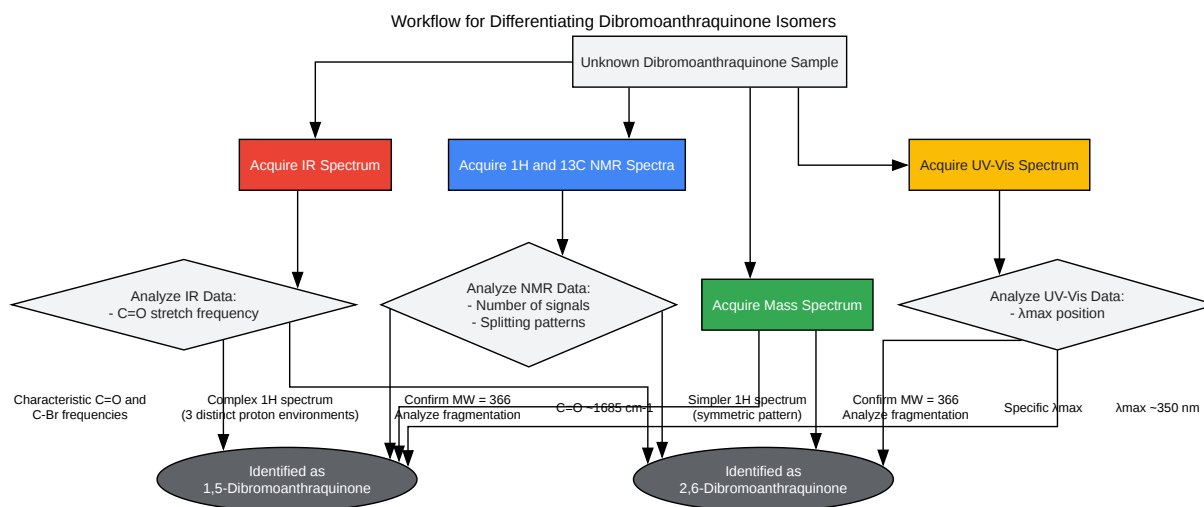 Workflow for Differentiating Dibromoanthraquinone Isomers
Unknown Dibromoanthraquinone Sample
Acquire IR Spectrum
Acquire 1H and 13C NMR Spectra
Acquire UV-Vis Spectrum
Analyze IR Data:
- C=O stretch frequency
Analyze NMR Data:
- Number of signals
- Splitting patterns
Acquire Mass Spectrum
Analyze UV-Vis Data:
- λmax position
Characteristic C=O and
C-Br frequencies
Complex 1H spectrum
(3 distinct proton environments)
Confirm MW = 366
Analyze fragmentation
C=O ~1685 cm-1
Simpler 1H spectrum
(symmetric pattern)
Confirm MW = 366
Analyze fragmentation
Specific λmax
λmax ~350 nm
Identified as
1,5-Dibromoanthraquinone
Identified as
2,6-Dibromoanthraquinone